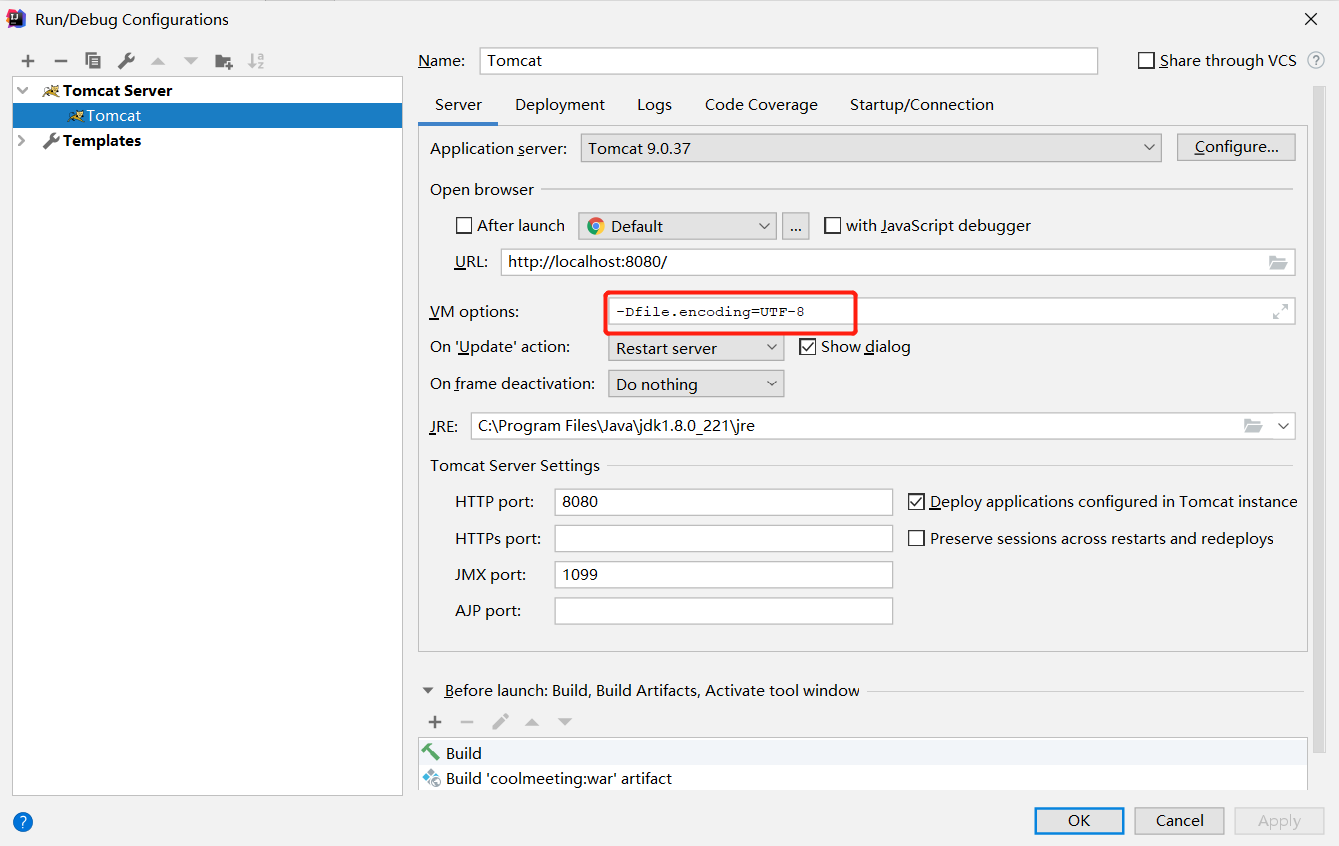 Run/Debug Configurations
Name: Tomcat
Share through VCS ?
Tomcat Server
Tomcat
Templates
Server Deployment Logs Code Coverage Startup/Connection
Application server: Tomcat 9.0.37 Configure...
Open browser
After launch Default ... with JavaScript debugger
URL: http://localhost:8080/
VM options: -Dfile.encoding=UTF-8
On 'Update' action: Restart server Show dialog
On frame deactivation: Do nothing
JRE: C:\Program Files\Java\jdk1.8.0_221\jre
Tomcat Server Settings
HTTP port: 8080 Deploy applications configured in Tomcat instance
HTTPs port: Preserve sessions across restarts and redeploys
JMX port: 1099
AJP port:
Before launch: Build, Build Artifacts, Activate tool window
Build
Build 'coolmeeting:war' artifact
? OK Cancel Apply